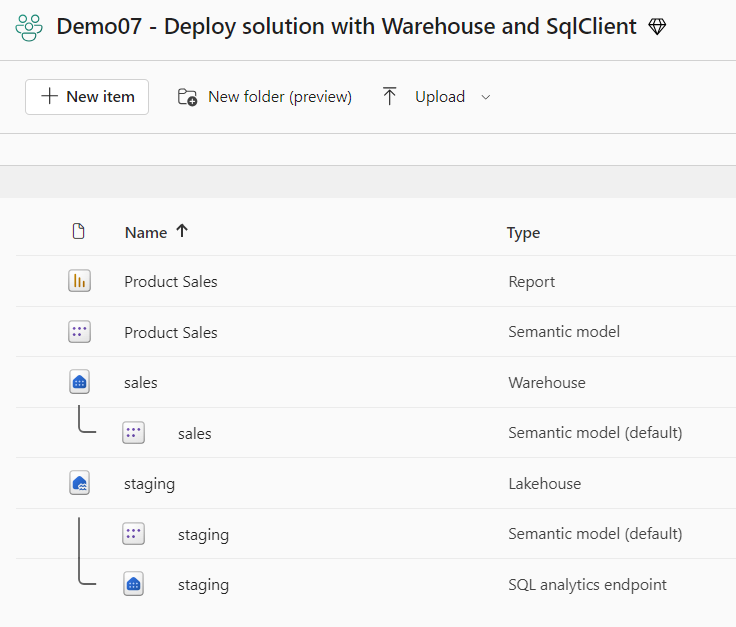 Demo07 - Deploy solution with Warehouse and SqlClient
New item New folder (preview) Upload
Name Type
Product Sales Report
Product Sales Semantic model
sales Warehouse
sales Semantic model (default)
staging Lakehouse
staging Semantic model (default)
staging SQL analytics endpoint